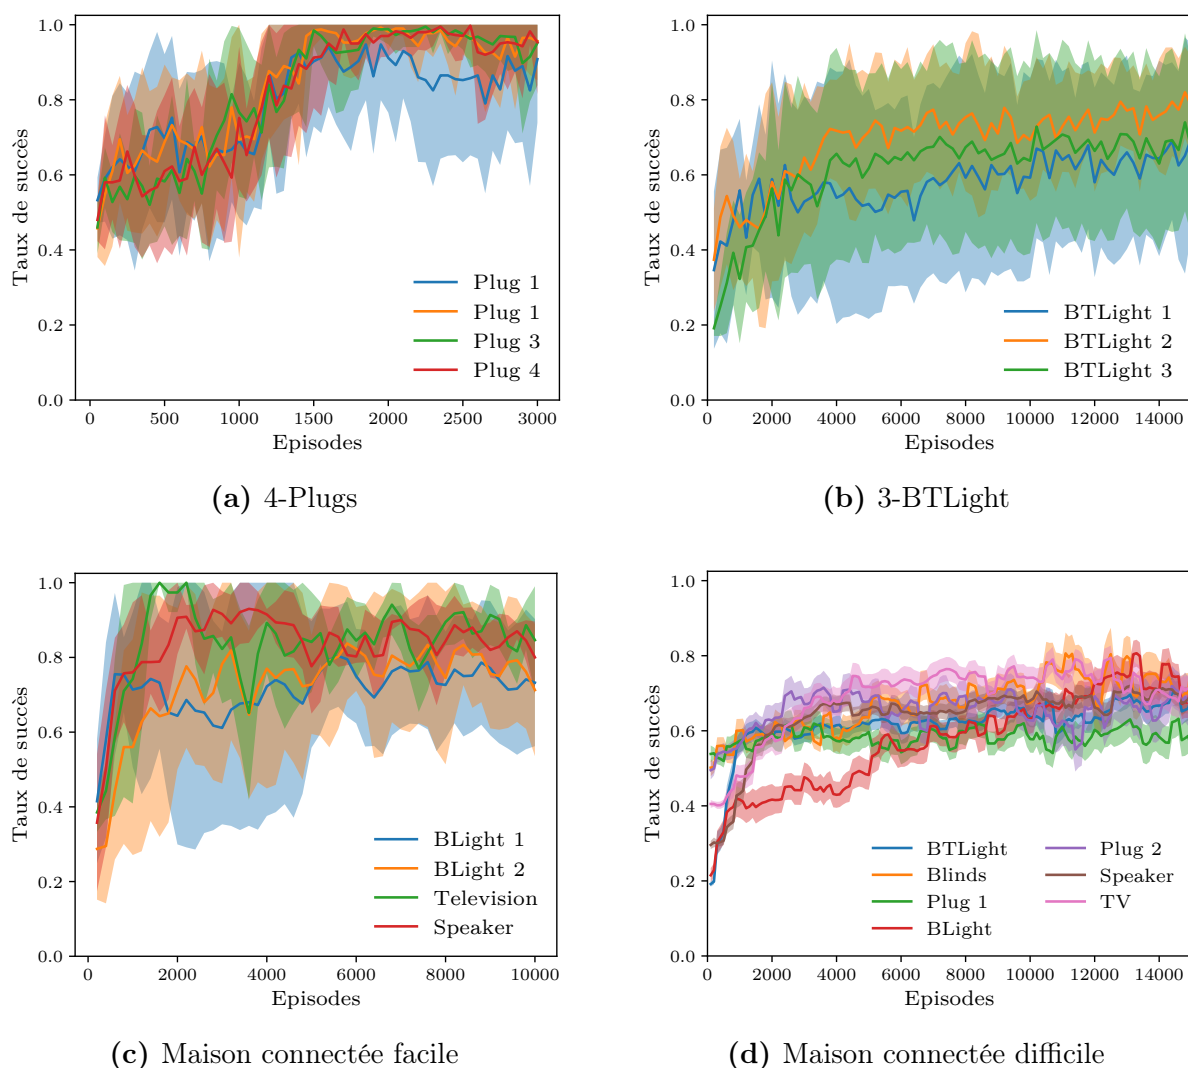 1.0
0.8
0.6
0.4
0.2
0.0
Taux de succès
Plug 1
Plug 1
Plug 3
Plug 4
0 500 1000 1500 2000 2500 3000
Episodes
(a) 4-Plugs
1.0
0.8
0.6
0.4
0.2
0.0
Taux de succès
BTLight 1
BTLight 2
BTLight 3
0 2000 4000 6000 8000 10000 12000 14000
Episodes
(b) 3-BTLight
1.0
0.8
0.6
0.4
0.2
0.0
Taux de succès
BLight 1
BLight 2
Television
Speaker
0 2000 4000 6000 8000 10000
Episodes
(c) Maison connectée facile
1.0
0.8
0.6
0.4
0.2
0.0
Taux de succès
BTLight
Blinds
Plug 1
BLight
Plug 2
Speaker
TV
0 2000 4000 6000 8000 10000 12000 14000
Episodes
(d) Maison connectée difficile